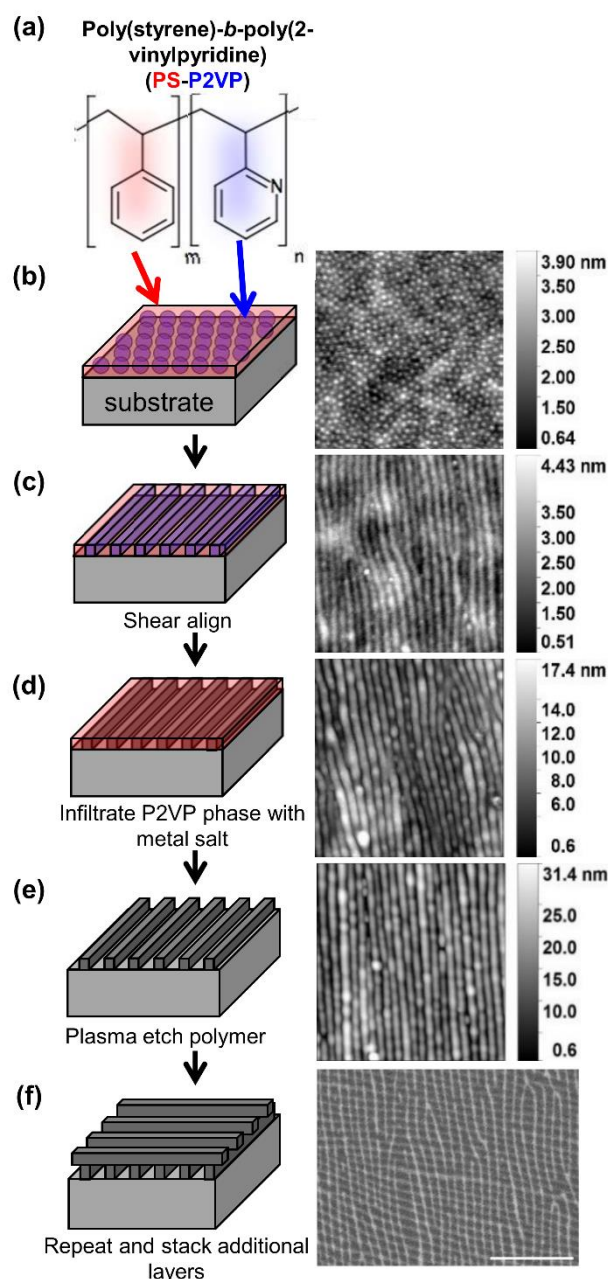 (a)
Poly(styrene)-b-poly(2-
vinylpyridine)
(PS-P2VP)
N
m
n
(b)
substrate
3.90 nm
3.50
2.00
1.50
0.64
(c)
Shear align
4.43 nm
3.50
3.00
2.50
2.00
1.50
0.51
(d)
Infiltrate P2VP phase with
metal salt
17.4 nm
14.0
12.0
10.0
8.0
6.0
0.6
(e)
Plasma etch polymer
31.4 nm
25.0
20.0
15.0
10.0
0.6
(f)
Repeat and stack additional
layers